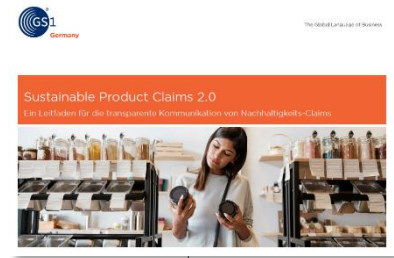 GS1
Germany
The Global Language of Business
Sustainable Product Claims 2.0
Ein Leitfaden für die transparente Kommunikation von Nachhaltigkeits-Claims